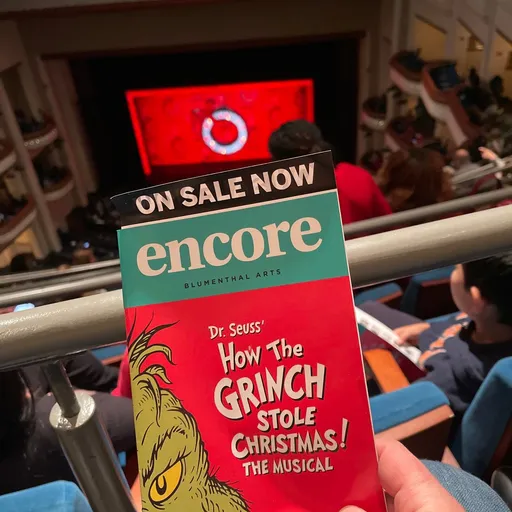 ON SALE NOW
encore
BLUMENTHAL ARTS
Dr. Seuss'
How The
GRINCH
STOLE
CHRISTMAS!
THE MUSICAL